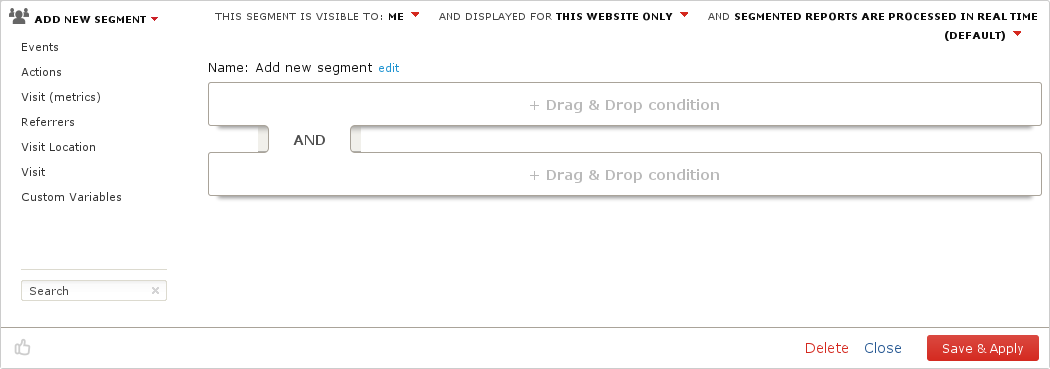 ADD NEW SEGMENT
THIS SEGMENT IS VISIBLE TO: ME AND DISPLAYED FOR THIS WEBSITE ONLY AND SEGMENTED REPORTS ARE PROCESSED IN REAL TIME
(DEFAULT)
Events
Actions
Visit (metrics)
Referrers
Visit Location
Visit
Custom Variables
Search
Name: Add new segment edit
+ Drag & Drop condition
AND
+ Drag & Drop condition
Delete Close Save & Apply